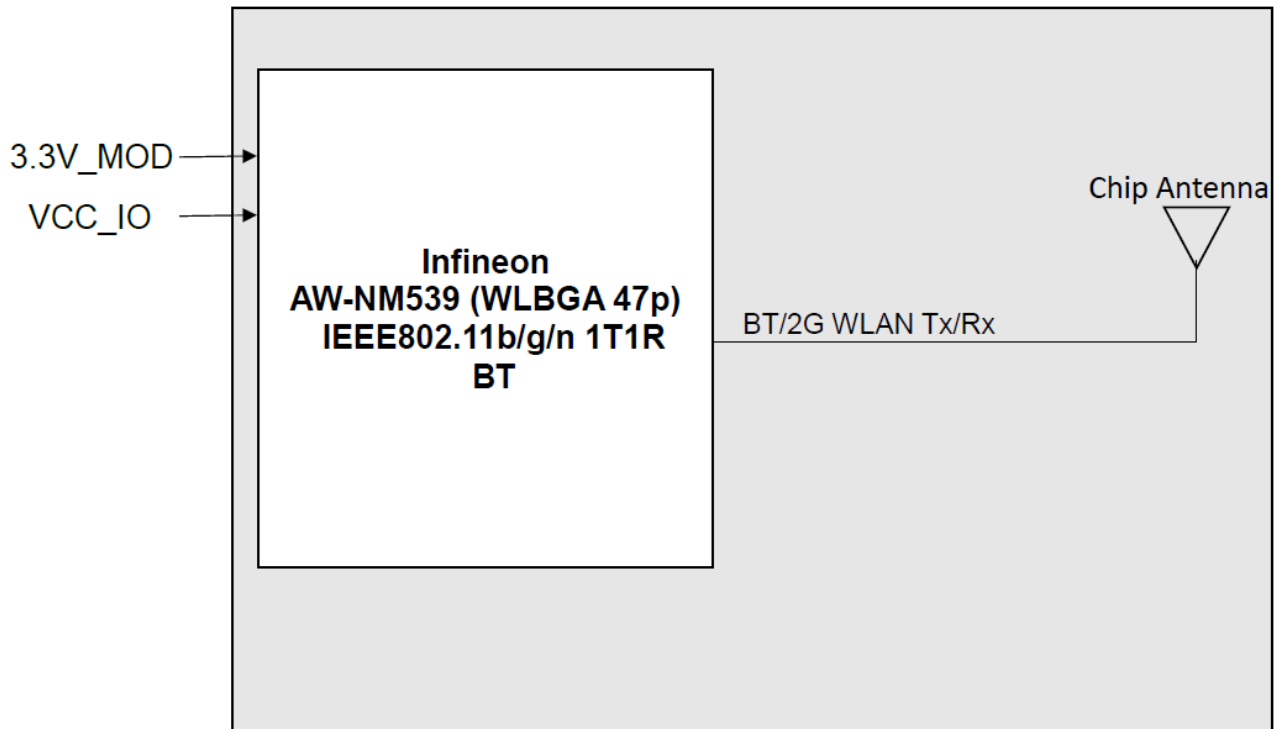 3.3V_MOD
VCC_IO
Infineon
AW-NM539 (WLBGA 47p)
IEEE802.11b/g/n 1T1R
BT
BT/2G WLAN Tx/Rx
Chip Antenna